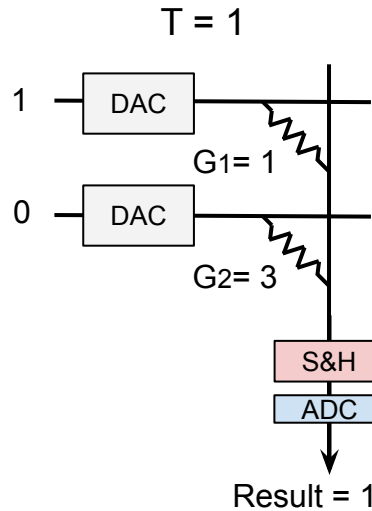 T = 1
1
DAC
G1= 1
0
DAC
G2= 3
S&H
ADC
Result = 1